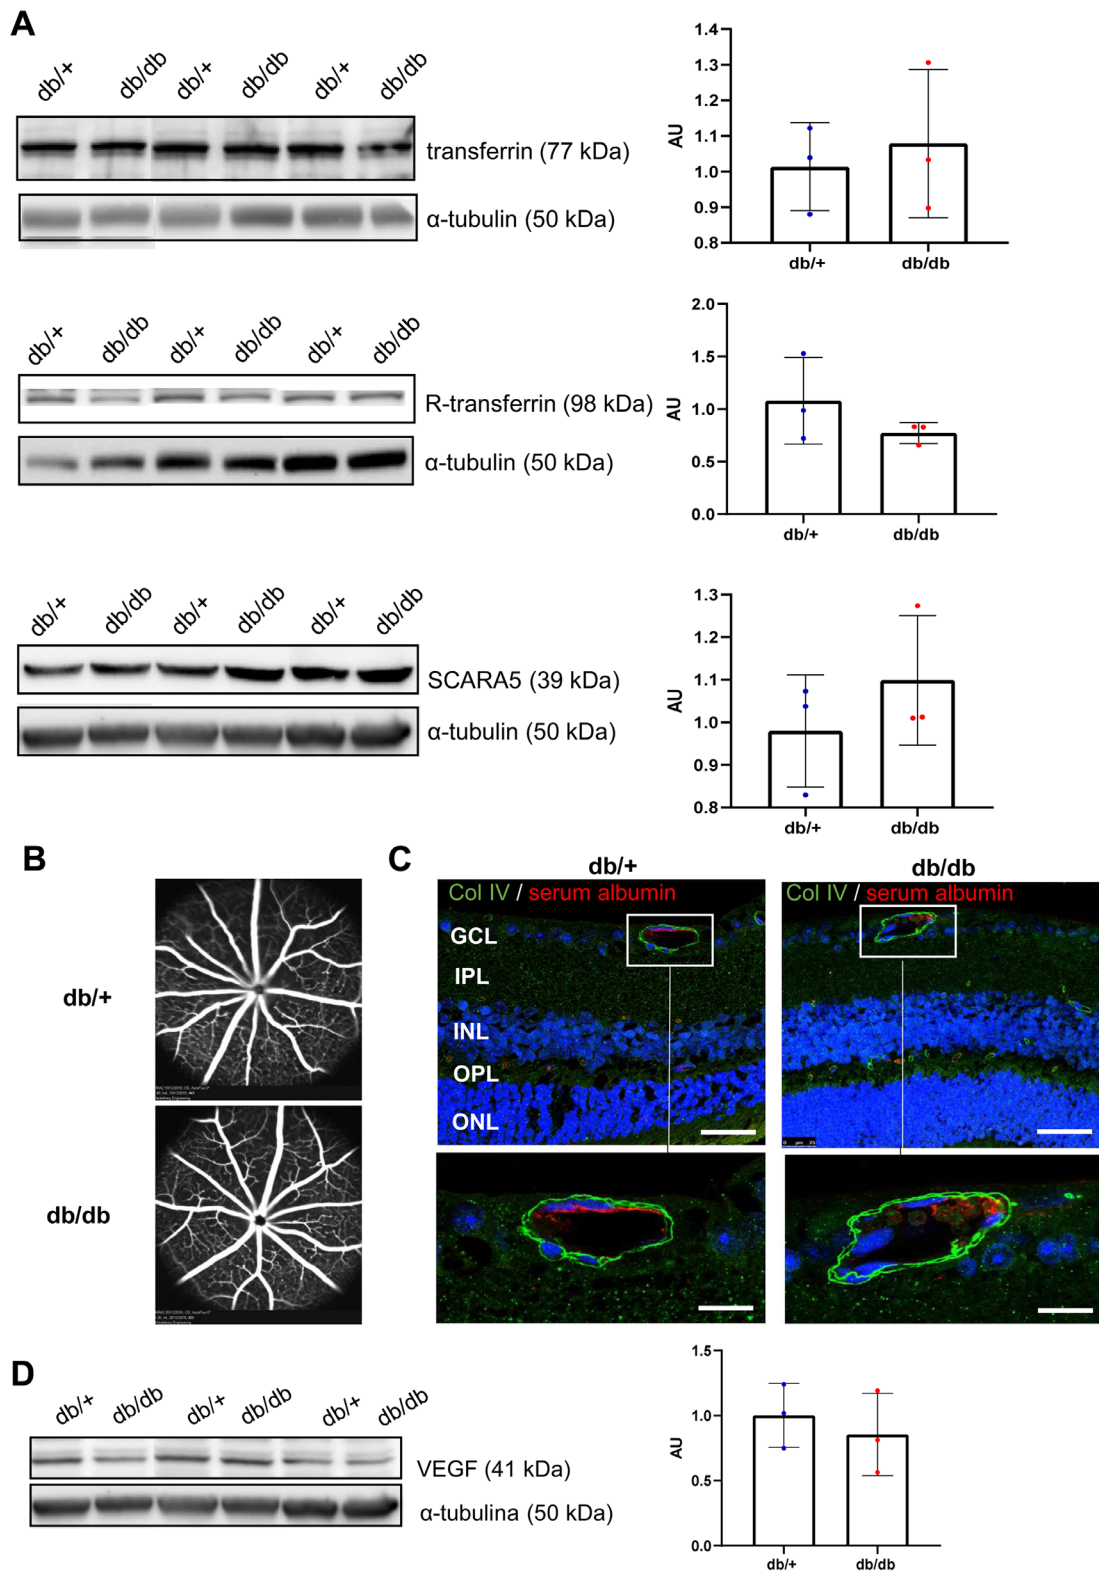 A
db/+ db/db db/+ db/db db/+ db/db
transferrin (77 kDa)
α-tubulin (50 kDa)
AU
1.4
1.3
1.2
1.1
1.0
0.9
0.8
db/+ db/db
db/+ db/db db/+ db/db db/+ db/db
R-transferrin (98 kDa)
α-tubulin (50 kDa)
AU
2.0
1.5
1.0
0.5
0.0
db/+ db/db
db/+ db/db db/+ db/db db/+ db/db
SCARA5 (39 kDa)
α-tubulin (50 kDa)
AU
1.3
1.2
1.1
1.0
0.9
0.8
db/+ db/db
B
db/+
db/db
C
db/+ db/db
Col IV / serum albumin Col IV / serum albumin
GCL
IPL
INL
OPL
ONL
D
db/+ db/db db/+ db/db db/+ db/db
VEGF (41 kDa)
α-tubulina (50 kDa)
AU
1.5
1.0
0.5
0.0
db/+ db/db